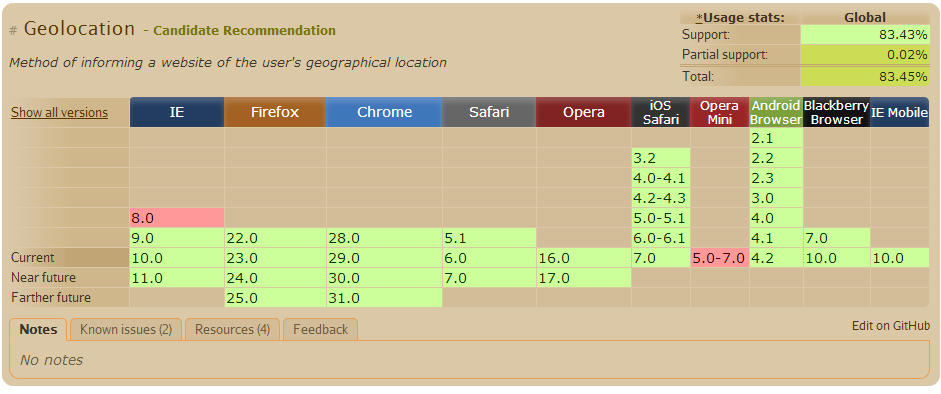 # Geolocation - Candidate Recommendation
Method of informing a website of the user's geographical location
*Usage stats: Global
Support: 83.43%
Partial support: 0.02%
Total: 83.45%
Show all versions IE Firefox Chrome Safari Opera iOS Safari Opera Mini Android Browser Blackberry Browser IE Mobile
2.1
3.2 2.2
4.0-4.1 2.3
4.2-4.3 3.0
8.0 5.0-5.1 4.0
9.0 22.0 28.0 5.1 6.0-6.1 4.1 7.0
Current 10.0 23.0 29.0 6.0 16.0 7.0 5.0-7.0 4.2 10.0 10.0
Near future 11.0 24.0 30.0 7.0 17.0
Farther future 25.0 31.0
Notes Known issues (2) Resources (4) Feedback Edit on GitHub
No notes